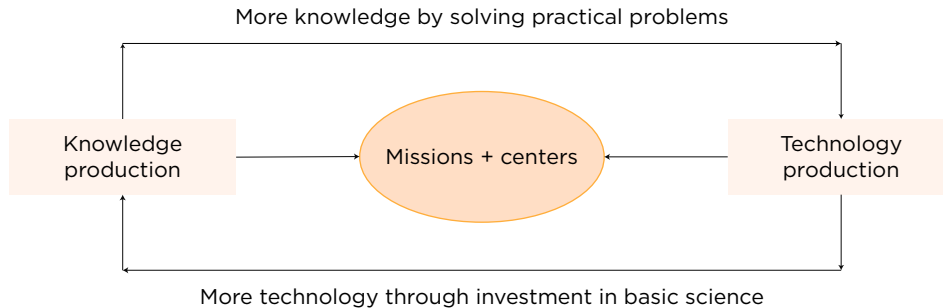 More knowledge by solving practical problems
Knowledge
production
Missions + centers
Technology
production
More technology through investment in basic science